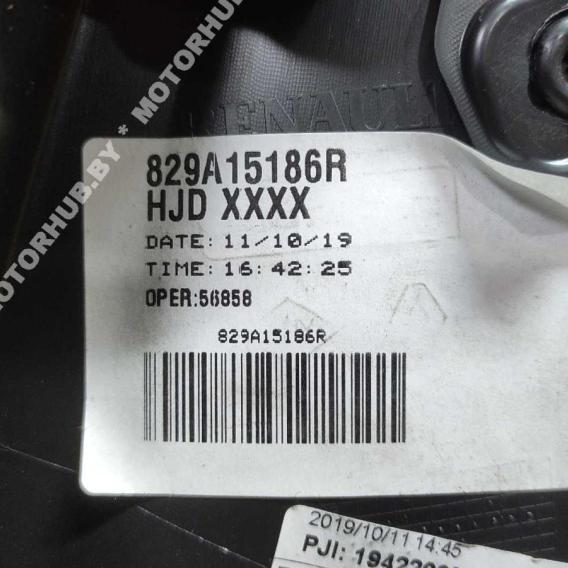 MOTORHUB.BY * MOTORHUB
RENAULT
829A15186R
HJD XXXX
DATE: 11/10/19
TIME: 16:42:25
OPER:56858
829A15186R
2019/10/11 14:45
PJI: